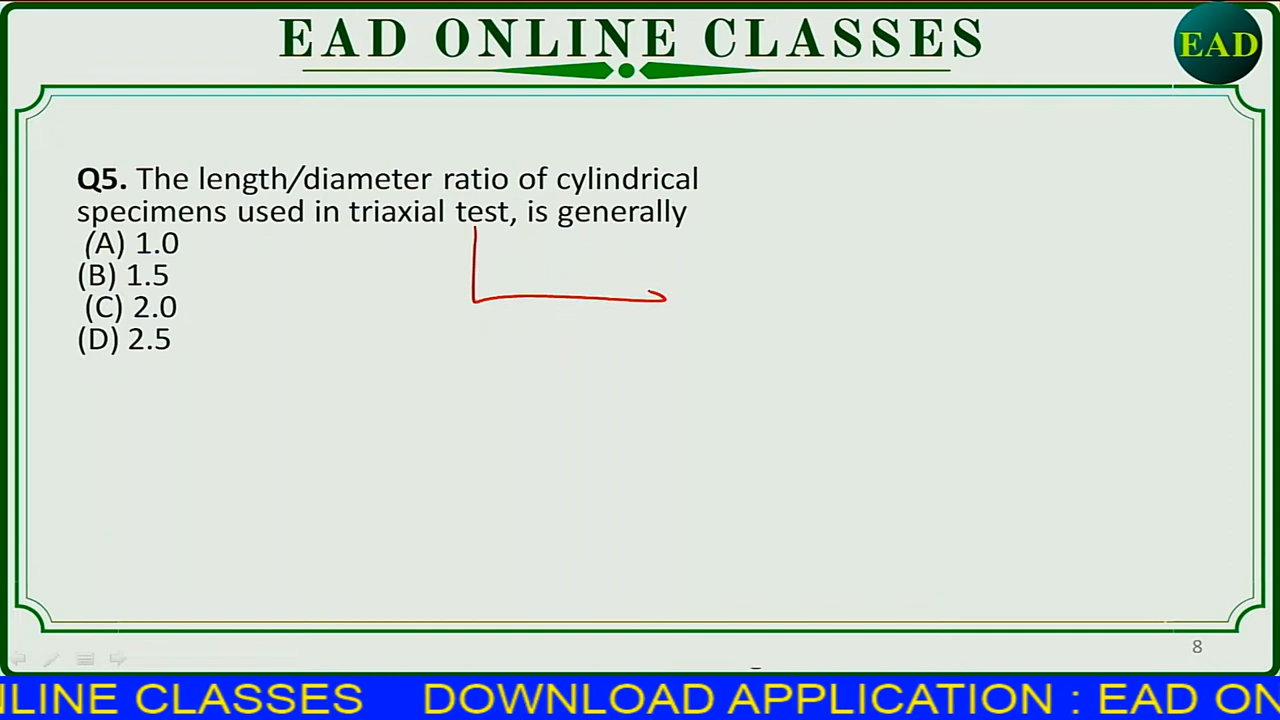 EAD ONLINE CLASSES
EAD
Q5. The length/diameter ratio of cylindrical
specimens used in triaxial test, is generally
(A) 1.0
(B) 1.5
(C) 2.0
(D) 2.5
8
NLINE CLASSES DOWNLOAD APPLICATION : EAD ON